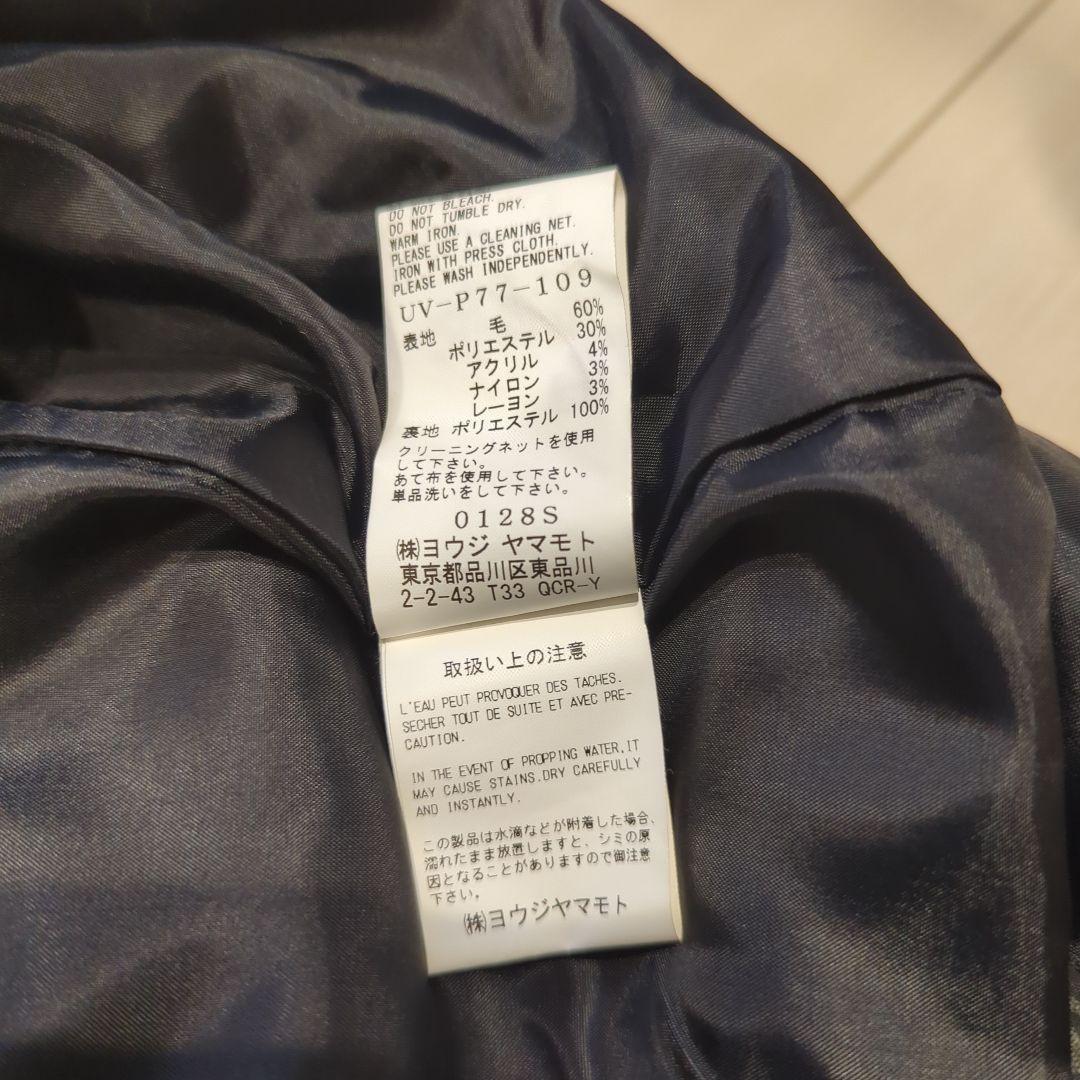 DO NOT BLEACH.
DO NOT TUMBLE DRY.
WARM IRON.
PLEASE USE A CLEANING NET.
IRON WITH PRESS CLOTH.
PLEASE WASH INDEPENDENTLY.
UV-P77-109
表地 毛 60%
ポリエステル 30%
アクリル 4%
ナイロン 3%
レーヨン 3%
裏地 ポリエステル 100%
クリーニングネットを使用
して下さい。
あて布を使用して下さい。
単品洗いをして下さい。
0128S
㈱ヨウジ ヤマモト
東京都品川区東品川
2-2-43 T33 QCR-Y
取扱い上の注意
L'EAU PEUT PROVOQUER DES TACHES.
SECHER TOUT DE SUITE ET AVEC PRE-
CAUTION.
IN THE EVENT OF PROPPING WATER,IT
MAY CAUSE STAINS.DRY CAREFULLY
AND INSTANTLY.
この製品は水滴などが附着した場合、
濡れたまま放置しますと、シミの原
因となることがありますので御注意
下さい。
㈱ヨウジヤマモト